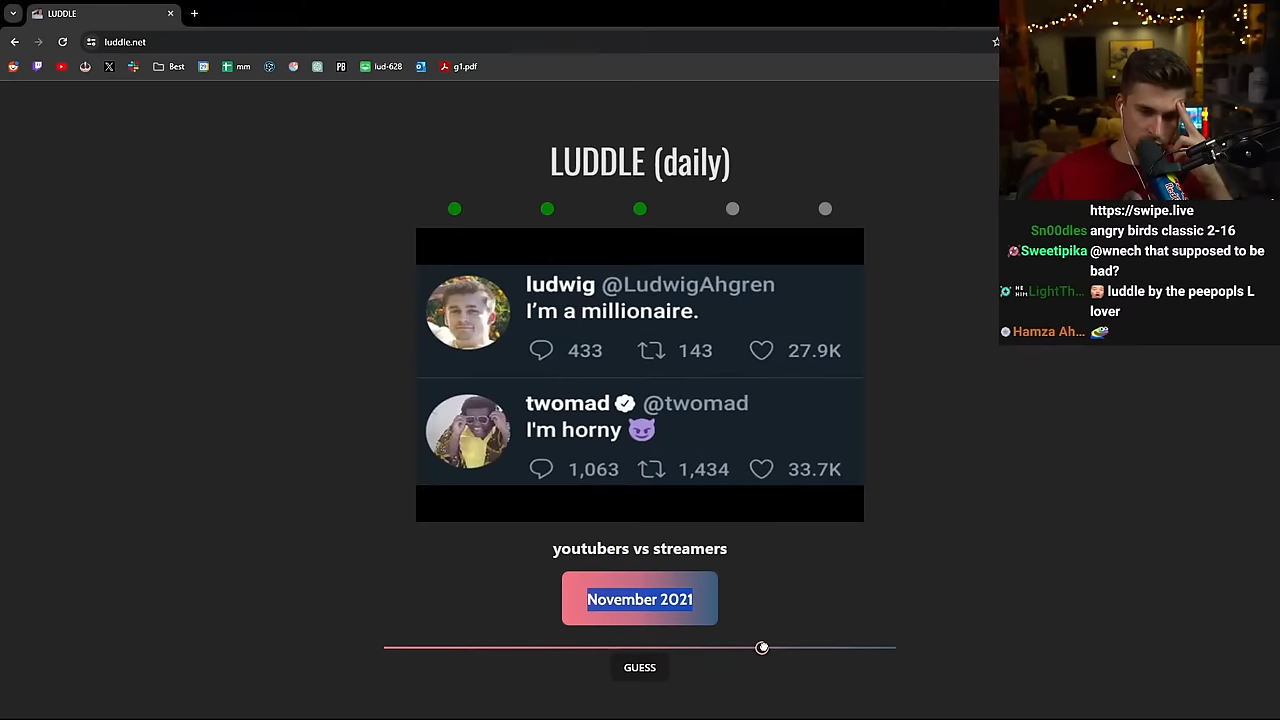 LUDDLE
luddle.net
Best
mm
lud-628
g1.pdf
LUDDLE (daily)
ludwig @LudwigAhgren
I'm a millionaire.
433 143 27.9K
twomad @twomad
I'm horny 😈
1,063 1,434 33.7K
youtubers vs streamers
November 2021
GUESS
https://swipe.live
Sn00dles angry birds classic 2-16
Sweetipika @wnech that supposed to be
bad?
LightTh... luddle by the peepopls L
lover
Hamza Ah...